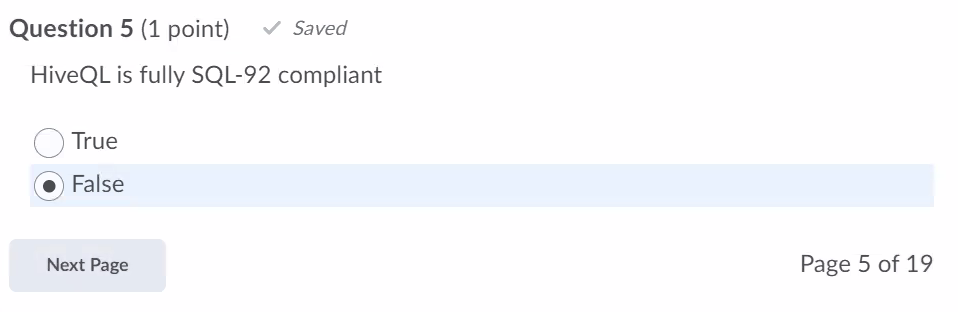 Question 5 (1 point) Saved
HiveQL is fully SQL-92 compliant
True
False
Next Page Page 5 of 19